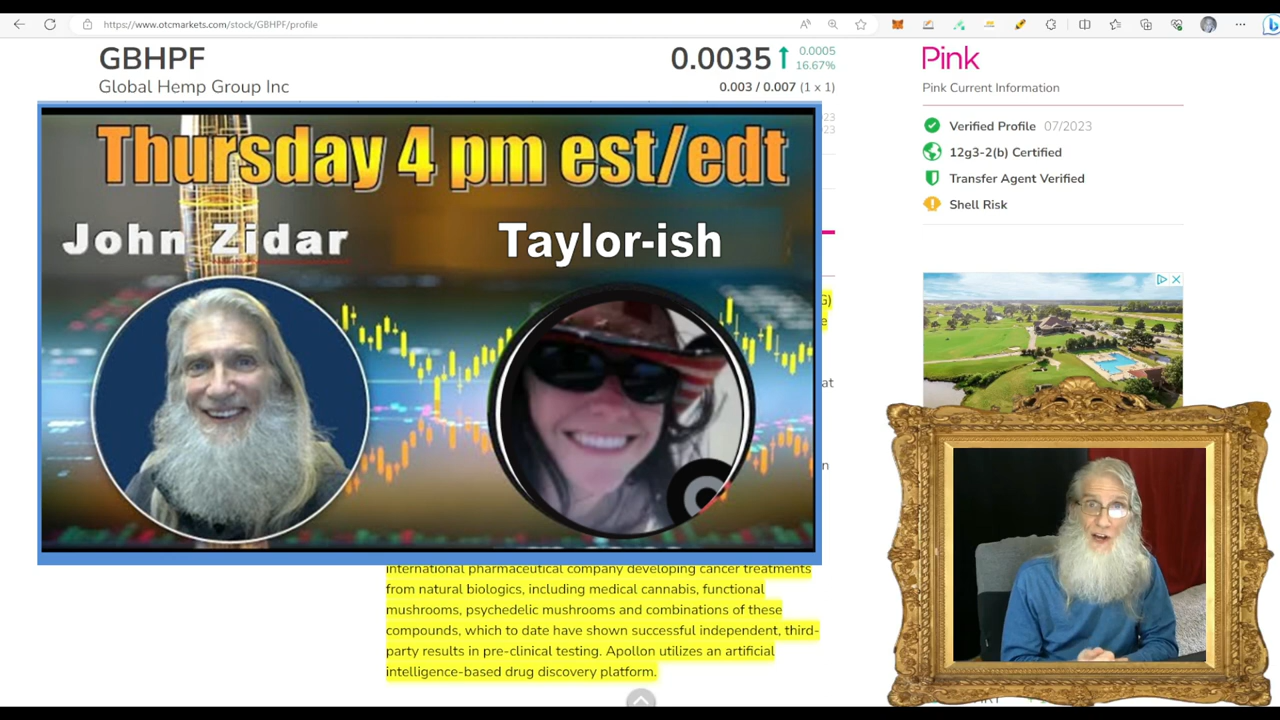 https://www.otcmarkets.com/stock/GBHPF/profile
GBHPF
0.0035
0.0005
16.67%
Global Hemp Group Inc
0.003 / 0.007 (1 x 1)
Pink
Pink Current Information
Verified Profile 07/2023
12g3-2(b) Certified
Transfer Agent Verified
Shell Risk
Thursday 4 pm est/edt
John Zidar
Taylor-ish
international pharmaceutical company developing cancer treatments
from natural biologics, including medical cannabis, functional
mushrooms, psychedelic mushrooms and combinations of these
compounds, which to date have shown successful independent, third-
party results in pre-clinical testing. Apollon utilizes an artificial
intelligence-based drug discovery platform.